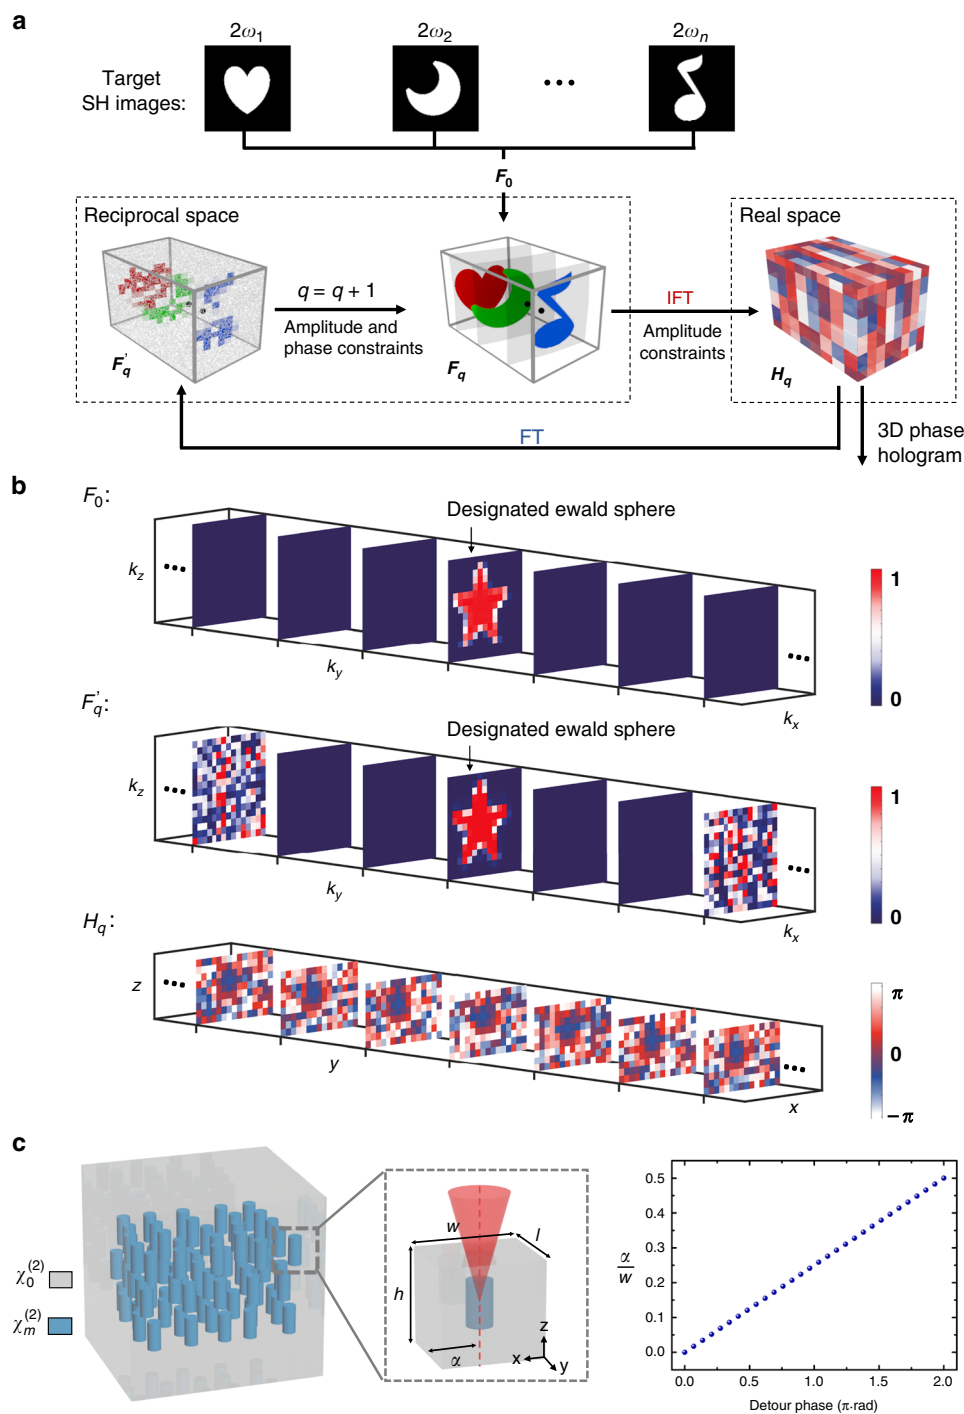 a
2ω1 2ω2 2ωn
Target
SH images:
F0
Reciprocal space
Real space
q = q + 1
Amplitude and
phase constraints
IFT
Amplitude
constraints
F'q
Fq
Hq
FT
3D phase
hologram
b
F0:
Designated ewald sphere
kz
ky
kx
1
0
F'q:
Designated ewald sphere
kz
ky
kx
1
0
Hq:
z
y
x
π
0
−π
c
χ0(2)
χm(2)
w
l
h
α
z
x
y
α/w
0.5
0.4
0.3
0.2
0.1
0.0
0.0 0.5 1.0 1.5 2.0
Detour phase (π·rad)